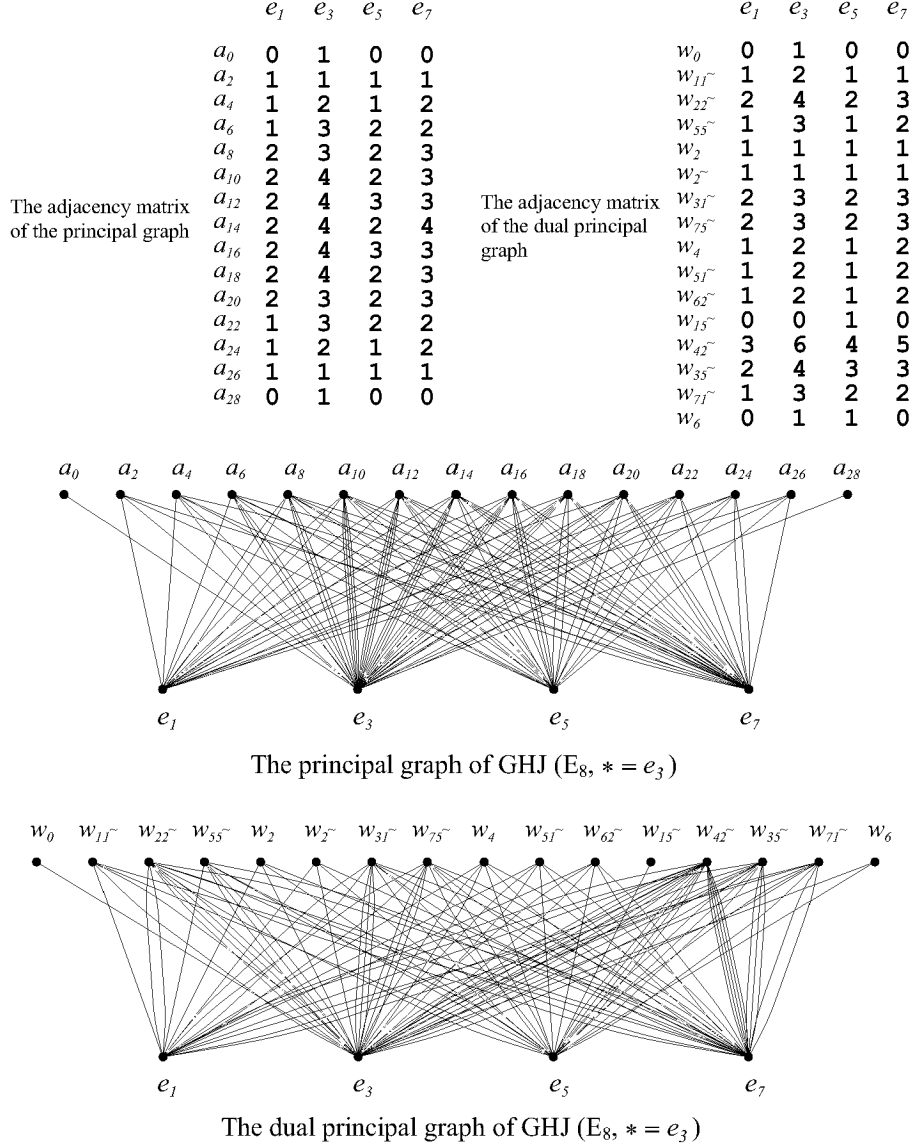 e1 e3 e5 e7
a0 0 1 0 0
a2 1 1 1 1
a4 1 2 1 2
a6 1 3 2 2
a8 2 3 2 3
a10 2 4 2 3
a12 2 4 3 3
a14 2 4 2 4
a16 2 4 3 3
a18 2 4 2 3
a20 2 3 2 3
a22 1 3 2 2
a24 1 2 1 2
a26 1 1 1 1
a28 0 1 0 0
The adjacency matrix
of the principal graph
e1 e3 e5 e7
w0 0 1 0 0
w11~ 1 2 1 1
w22~ 2 4 2 3
w55~ 1 3 1 2
w2 1 1 1 1
w2~ 1 1 1 1
w31~ 2 3 2 3
w75~ 2 3 2 3
w4 1 2 1 2
w51~ 1 2 1 2
w62~ 1 2 1 2
w15~ 0 0 1 0
w42~ 3 6 4 5
w35~ 2 4 3 3
w71~ 1 3 2 2
w6 0 1 1 0
The adjacency matrix
of the dual principal
graph
a0 a2 a4 a6 a8 a10 a12 a14 a16 a18 a20 a22 a24 a26 a28
e1 e3 e5 e7
The principal graph of GHJ (E8, * = e3)
w0 w11~ w22~ w55~ w2 w2~ w31~ w75~ w4 w51~ w62~ w15~ w42~ w35~ w71~ w6
e1 e3 e5 e7
The dual principal graph of GHJ (E8, * = e3)